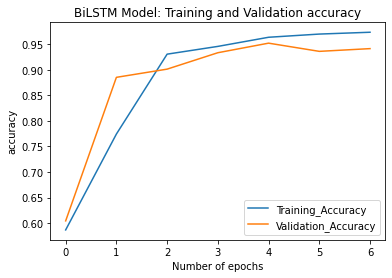 BiLSTM Model: Training and Validation accuracy
accuracy
0.95
0.90
0.85
0.80
0.75
0.70
0.65
0.60
0 1 2 3 4 5 6
Number of epochs
Training_Accuracy
Validation_Accuracy